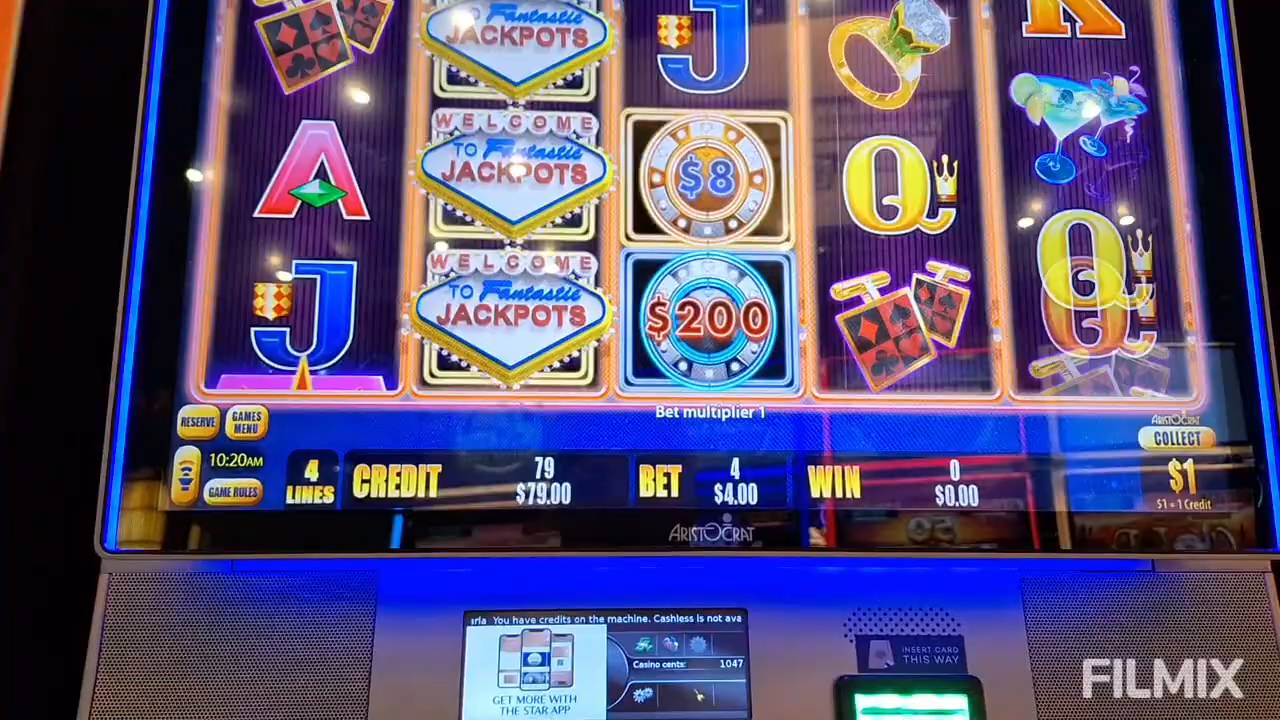 TO Fantastic
JACKPOTS
J
K
WELCOME
TO Fantastic
JACKPOTS
A
$8
Q
WELCOME
TO Fantastic
JACKPOTS
J
$200
Q
Q
Bet multiplier 1
RESERVE
GAMES
MENU
ARISTOCRAT
COLLECT
10:20AM
GAME RULES
4
LINES
CREDIT
79
$79.00
BET
4
$4.00
WIN
0
$0.00
$1
$1 = 1 Credit
ARISTOCRAT
You have credits on the machine. Cashless is not ava
Casino cents: 1047
GET MORE WITH
THE STAR APP
INSERT CARD
THIS WAY
FILMIX